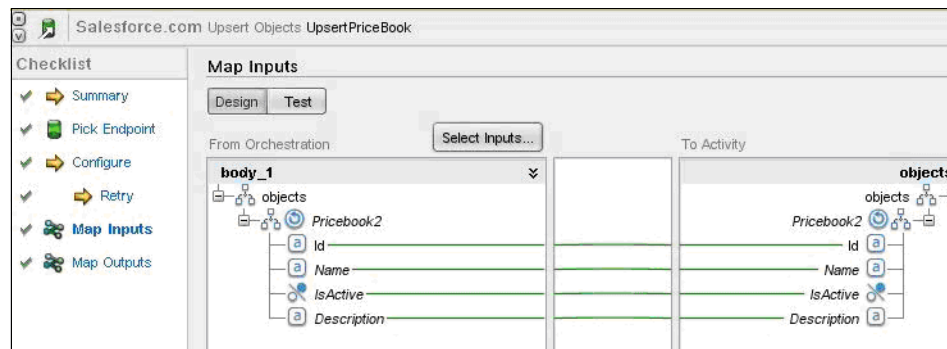 Salesforce.com Upsert Objects UpsertPriceBook
Checklist
Summary
Pick Endpoint
Configure
Retry
Map Inputs
Map Outputs
Map Inputs
Design Test
From Orchestration Select Inputs... To Activity
body_1 objects
objects objects
Pricebook2 Pricebook2
a Id Id a
a Name Name a
IsActive IsActive
a Description Description a